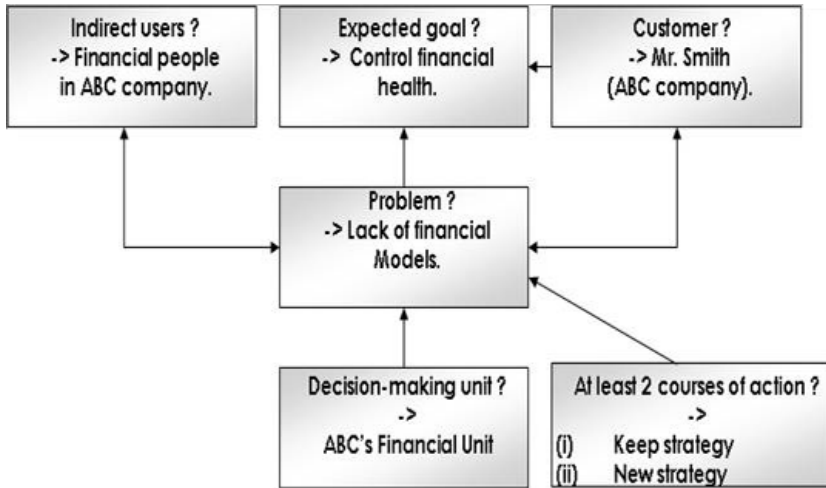 Indirect users ?
-> Financial people
in ABC company.
Expected goal ?
-> Control financial
health.
Customer ?
-> Mr. Smith
(ABC company).
Problem ?
-> Lack of financial
Models.
Decision-making unit ?
->
ABC's Financial Unit
At least 2 courses of action ?
->
(i) Keep strategy
(ii) New strategy